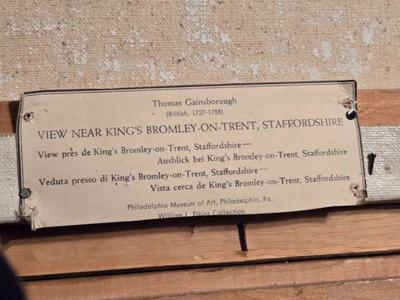 Thomas Gainsborough
(British, 1727-1788)
VIEW NEAR KING'S BROMLEY-ON-TRENT, STAFFORDSHIRE
View près de King's Bromley-on-Trent, Staffordshire—
Ausblick bei King's Bromley-on-Trent, Staffordshire
Veduta presso di King's Bromley-on-Trent, Staffordshire—
Vista cerca de King's Bromley-on-Trent, Staffordshire
Philadelphia Museum of Art, Philadelphia, Pa.
William L. Elkins Collection